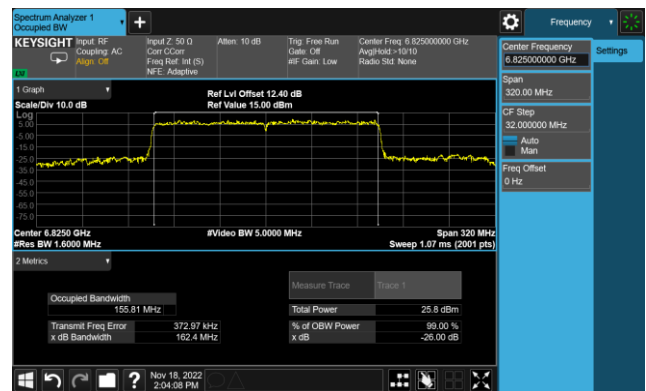 Spectrum Analyzer 1
Occupied BW
Frequency
KEYSIGHT
Input: RF
Coupling: AC
Align: Off
LU
Input Z: 50 Ω
Corr CCorr
Freq Ref: Int (S)
NFE: Adaptive
Atten: 10 dB
Trig: Free Run
Gate: Off
#IF Gain: Low
Center Freq: 6.825000000 GHz
Avg|Hold:>10/10
Radio Std: None
1 Graph
Scale/Div 10.0 dB
Ref Lvl Offset 12.40 dB
Ref Value 15.00 dBm
Log
5.00
-5.00
-15.0
-25.0
-35.0
-45.0
-55.0
-65.0
-75.0
Center 6.8250 GHz
#Res BW 1.6000 MHz
#Video BW 5.0000 MHz
Span 320 MHz
Sweep 1.07 ms (2001 pts)
2 Metrics
Measure Trace Trace 1
Occupied Bandwidth
155.81 MHz
Total Power 25.8 dBm
Transmit Freq Error 372.97 kHz
% of OBW Power 99.00 %
x dB Bandwidth 162.4 MHz
x dB -26.00 dB
Nov 18, 2022
2:04:08 PM
Center Frequency
6.825000000 GHz
Settings
Span
320.00 MHz
CF Step
32.000000 MHz
Auto
Man
Freq Offset
0 Hz